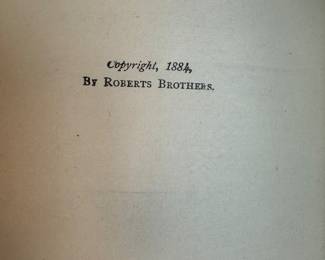 Copyright, 1884,
By Roberts Brothers.